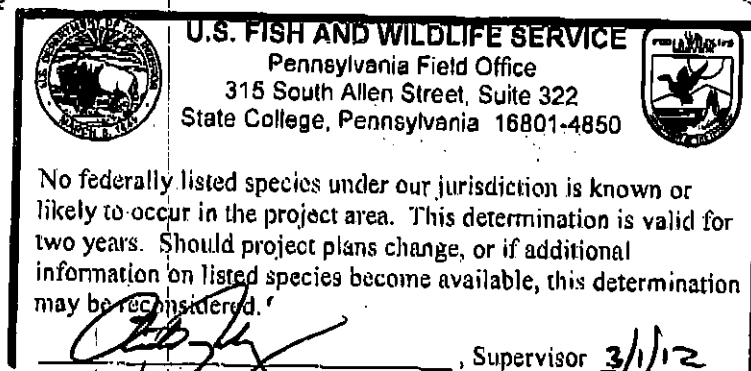 U.S. FISH AND WILDLIFE SERVICE
Pennsylvania Field Office
315 South Allen Street, Suite 322
State College, Pennsylvania 16801-4850
No federally listed species under our jurisdiction is known or
likely to occur in the project area. This determination is valid for
two years. Should project plans change, or if additional
information on listed species become available, this determination
may be reconsidered.
, Supervisor 3/1/12